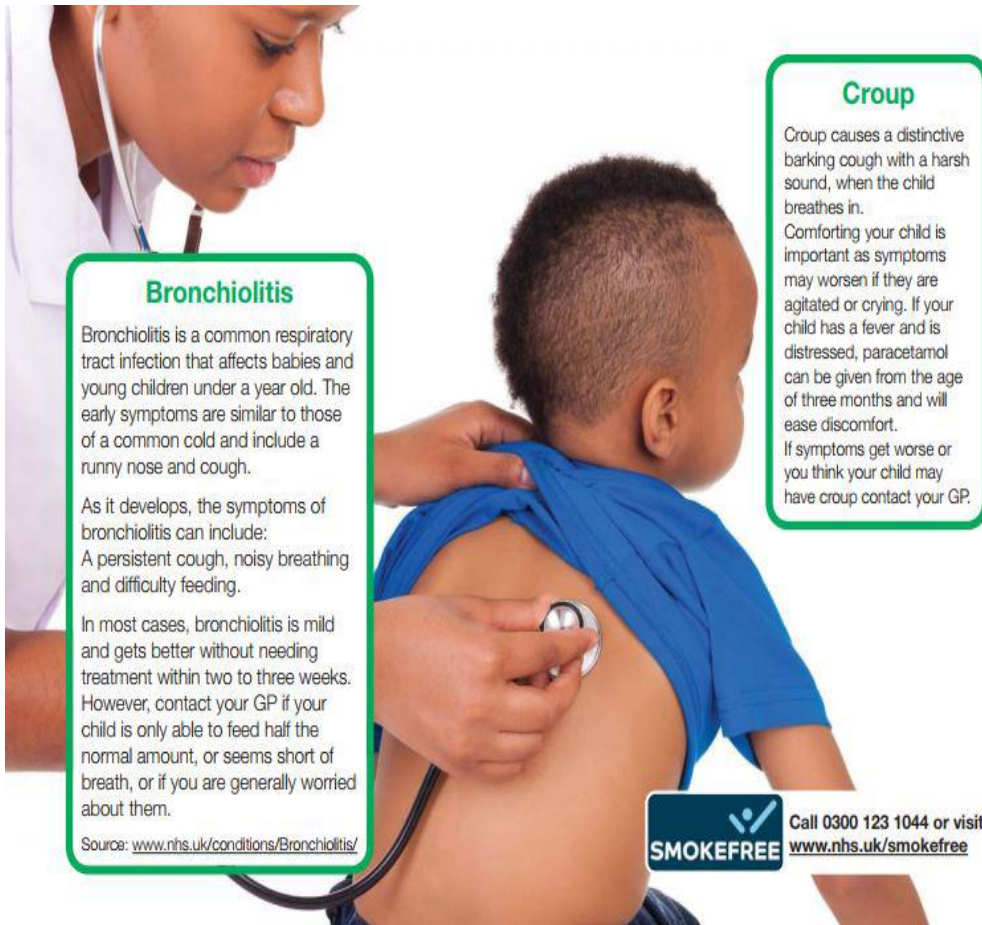 Bronchiolitis
Bronchiolitis is a common respiratory
tract infection that affects babies and
young children under a year old. The
early symptoms are similar to those
of a common cold and include a
runny nose and cough.
As it develops, the symptoms of
bronchiolitis can include:
A persistent cough, noisy breathing
and difficulty feeding.
In most cases, bronchiolitis is mild
and gets better without needing
treatment within two to three weeks.
However, contact your GP if your
child is only able to feed half the
normal amount, or seems short of
breath, or if you are generally worried
about them.
Source: www.nhs.uk/conditions/Bronchiolitis/
Croup
Croup causes a distinctive
barking cough with a harsh
sound, when the child
breathes in.
Comforting your child is
important as symptoms
may worsen if they are
agitated or crying. If your
child has a fever and is
distressed, paracetamol
can be given from the age
of three months and will
ease discomfort.
If symptoms get worse or
you think your child may
have croup contact your GP.
SMOKEFREE
Call 0300 123 1044 or visit
www.nhs.uk/smokefree